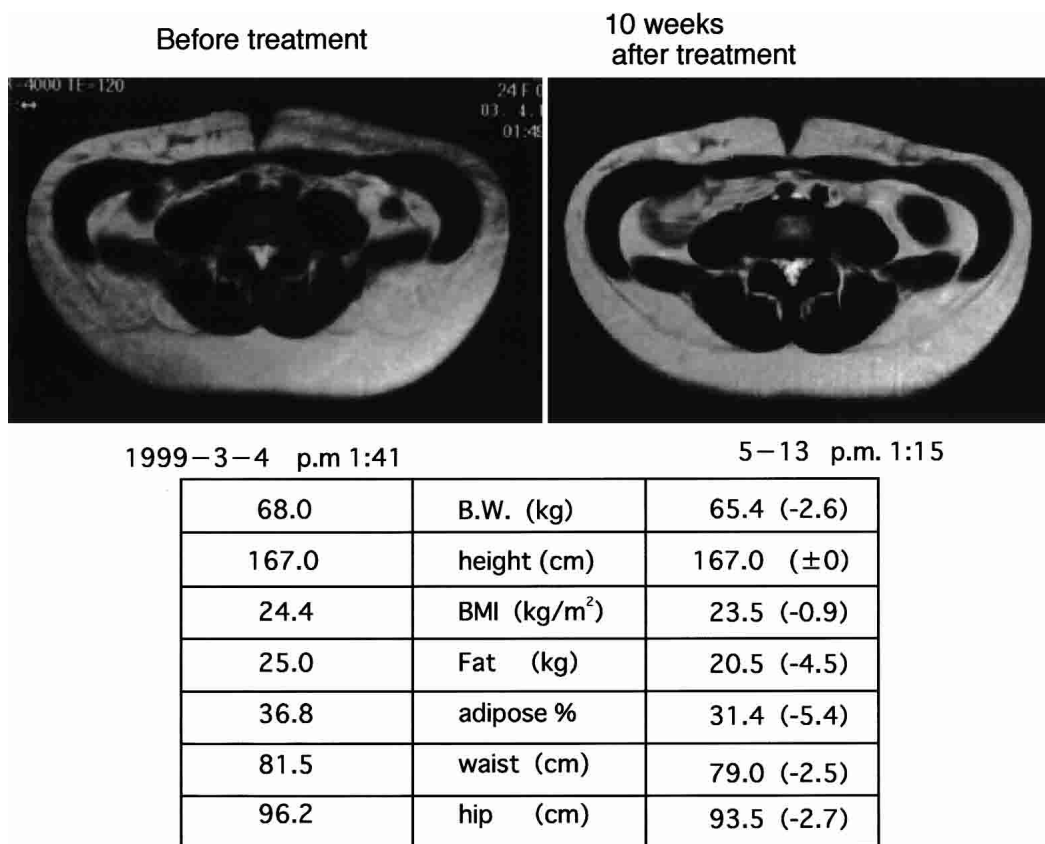 Before treatment
10 weeks
after treatment
-4000 TE-120
24 F
03. 4. 1
01:49
1999-3-4 p.m 1:41
5-13 p.m. 1:15
68.0 B.W. (kg) 65.4 (-2.6)
167.0 height (cm) 167.0 (±0)
24.4 BMI (kg/m²) 23.5 (-0.9)
25.0 Fat (kg) 20.5 (-4.5)
36.8 adipose % 31.4 (-5.4)
81.5 waist (cm) 79.0 (-2.5)
96.2 hip (cm) 93.5 (-2.7)